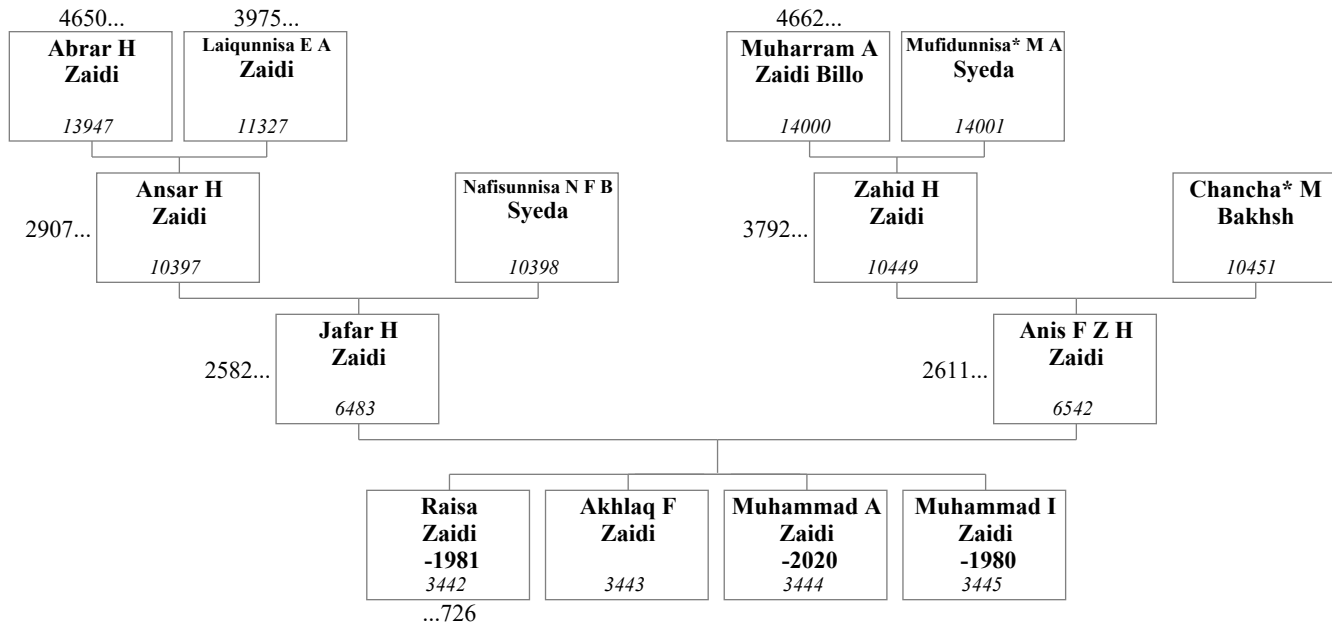 4650...
3975...
4662...
Abrar H
Zaidi
13947
Laiqunnisa E A
Zaidi
11327
Muharram A
Zaidi Billo
14000
Mufidunnisa* M A
Syeda
14001
2907...
Ansar H
Zaidi
10397
Nafisunnisa N F B
Syeda
10398
3792...
Zahid H
Zaidi
10449
Chancha* M
Bakhsh
10451
2582...
Jafar H
Zaidi
6483
2611...
Anis F Z H
Zaidi
6542
Raisa
Zaidi
-1981
3442
Akhlaq F
Zaidi
3443
Muhammad A
Zaidi
-2020
3444
Muhammad I
Zaidi
-1980
3445
...726